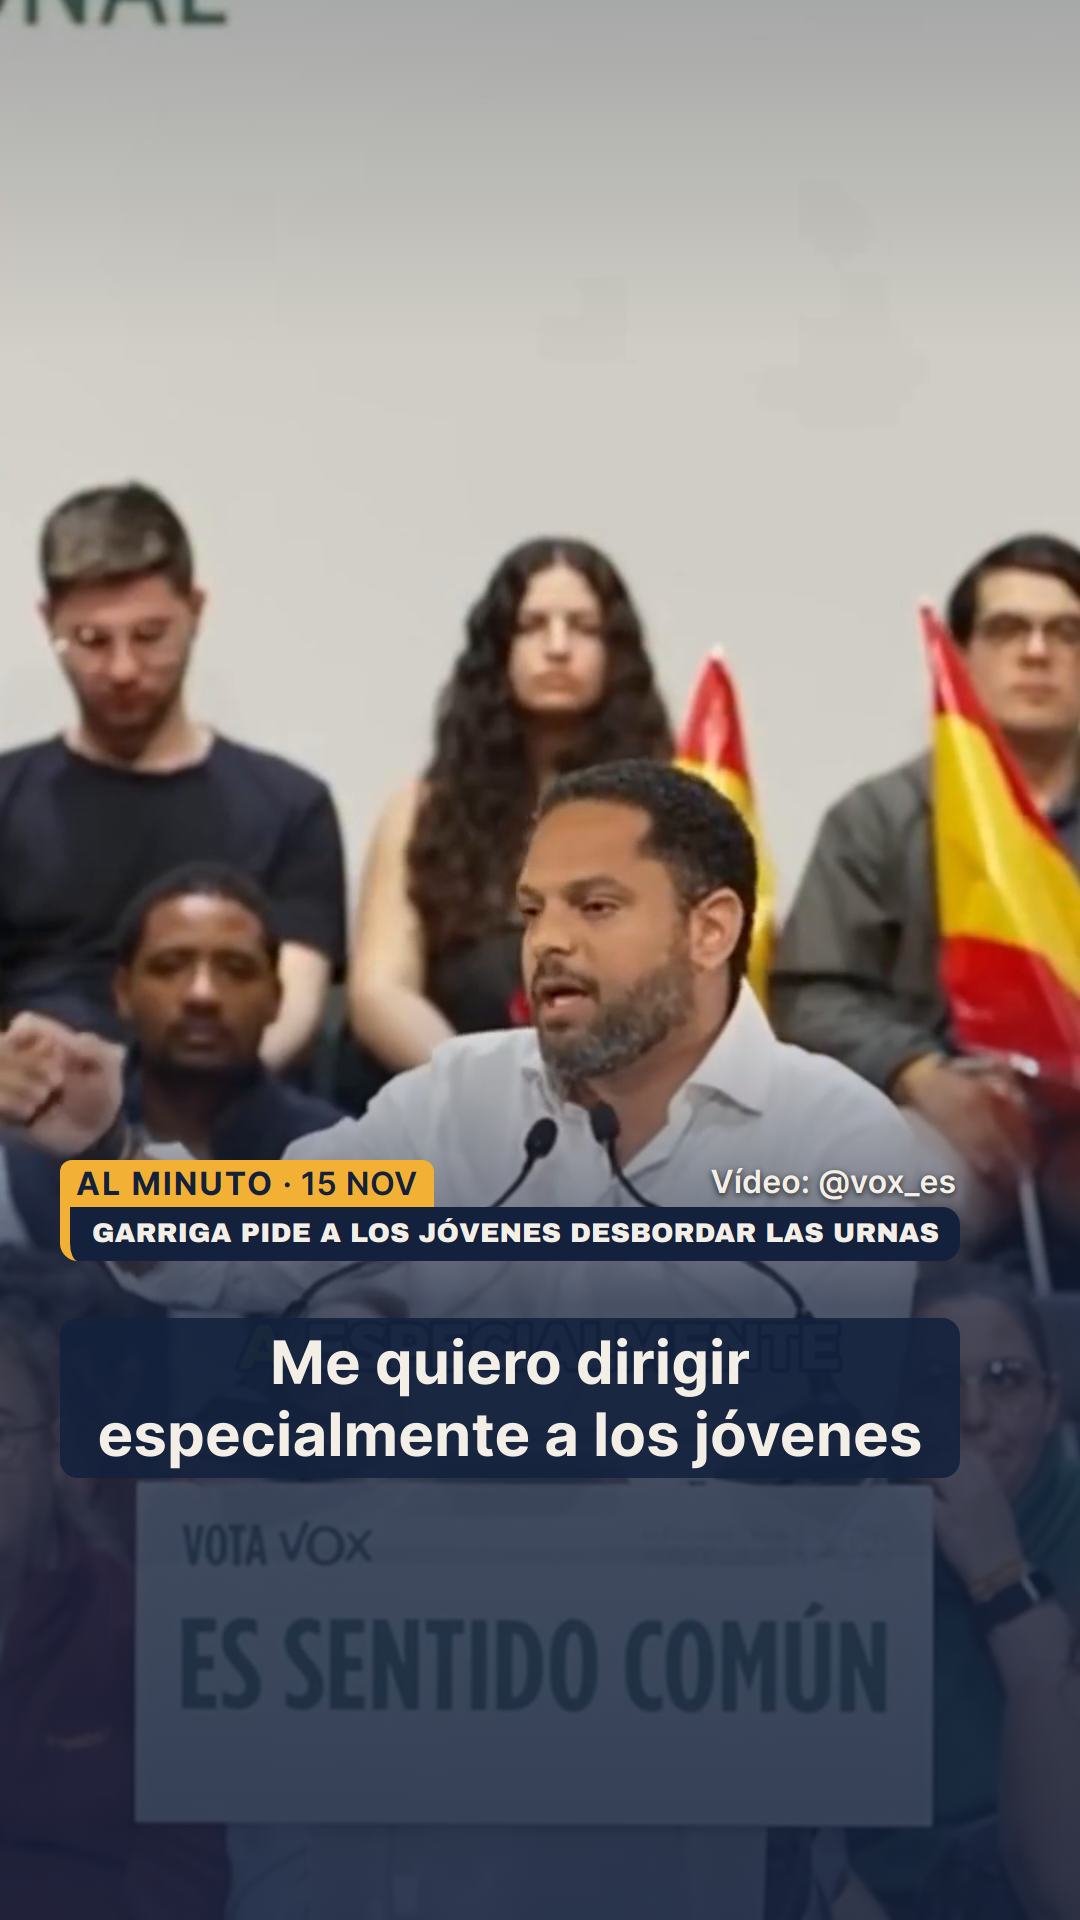 AL MINUTO · 15 NOV
Vídeo: @vox_es
GARRIGA PIDE A LOS JÓVENES DESBORDAR LAS URNAS
ESPECIALMENTE
Me quiero dirigir
especialmente a los jóvenes
VOTA VOX
ES SENTIDO COMÚN